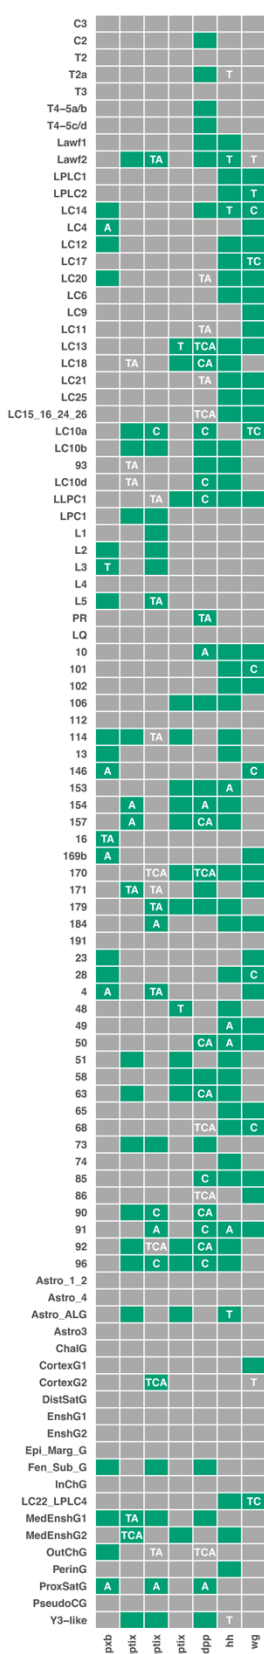 C3
C2
T2
T2a T
T3
T4-5a/b
T4-5c/d
Lawf1
Lawf2 TA T T
LPLC1
LPLC2 T
LC14 T C
LC4 A
LC12
LC17 TC
LC20 TA
LC6
LC9
LC11 TA
LC13 T TCA
LC18 TA CA
LC21 TA
LC25
LC15_16_24_26 TCA
LC10a C C TC
LC10b
93 TA
LC10d TA C
LLPC1 TA C
LPC1
L1
L2
L3 T
L4
L5 TA
PR TA
LQ
10 A
101 C
102
106
112
114 TA
13
146 A C
153 A
154 A A
157 A CA
16 TA
169b A
170 TCA TCA
171 TA TA
179 TA
184 A
191
23
28 C
4 A TA
48 T
49 A
50 CA A
51
58
63 CA
65
68 TCA C
73
74
85 C
86 TCA
90 C CA
91 A C A
92 TCA CA
96 C C
Astro_1_2
Astro_4
Astro_ALG T
Astro3
ChalG
CortexG1
CortexG2 TCA T
DistSatG
EnshG1
EnshG2
Epi_Marg_G
Fen_Sub_G
InChG
LC22_LPLC4 TC
MedEnshG1 TA
MedEnshG2 TCA
OutChG TA TCA
PerinG
ProxSatG A A A
PseudoCG
Y3-like T
pxb ptix ptix ptix dpp hh wg